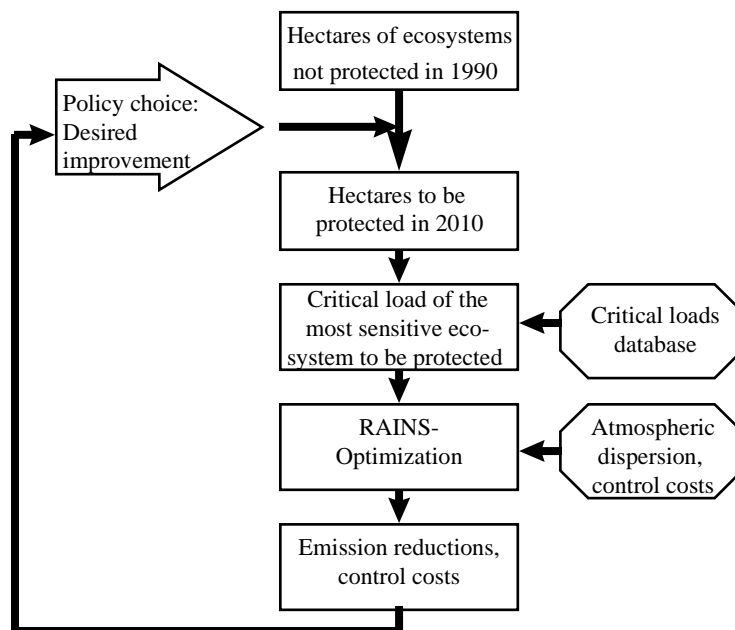 Hectares of ecosystems
not protected in 1990
Policy choice:
Desired
improvement
Hectares to be
protected in 2010
Critical load of the
most sensitive eco-
system to be protected
Critical loads
database
RAINS-
Optimization
Atmospheric
dispersion,
control costs
Emission reductions,
control costs